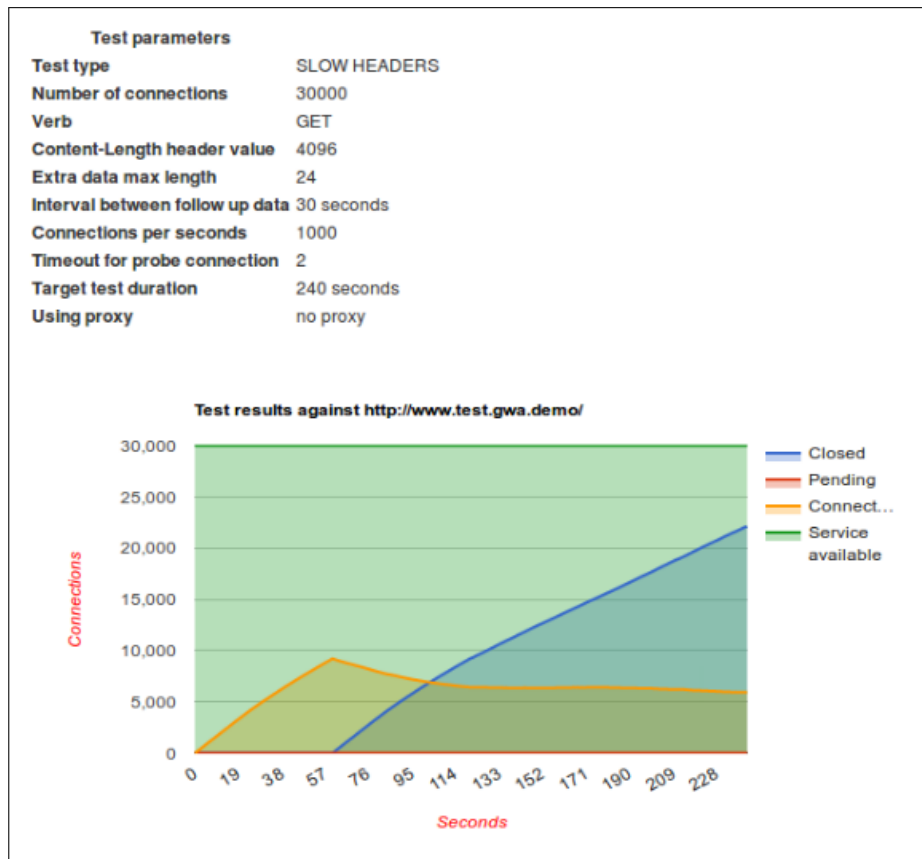 Test parameters
Test type SLOW HEADERS
Number of connections 30000
Verb GET
Content-Length header value 4096
Extra data max length 24
Interval between follow up data 30 seconds
Connections per seconds 1000
Timeout for probe connection 2
Target test duration 240 seconds
Using proxy no proxy
Test results against http://www.test.gwa.demo/
30,000
25,000
20,000
15,000
10,000
5,000
0
Connections
0 19 38 57 76 95 114 133 152 171 190 209 228
Seconds
Closed
Pending
Connect...
Service
available